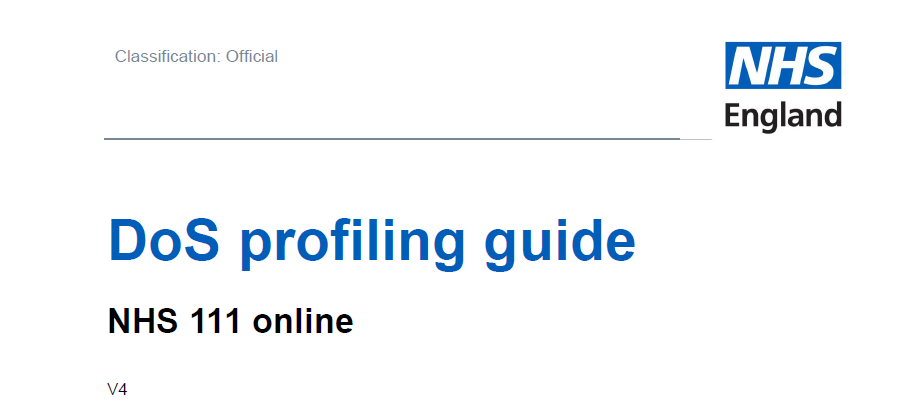 Classification: Official
NHS
England
DoS profiling guide
NHS 111 online
V4